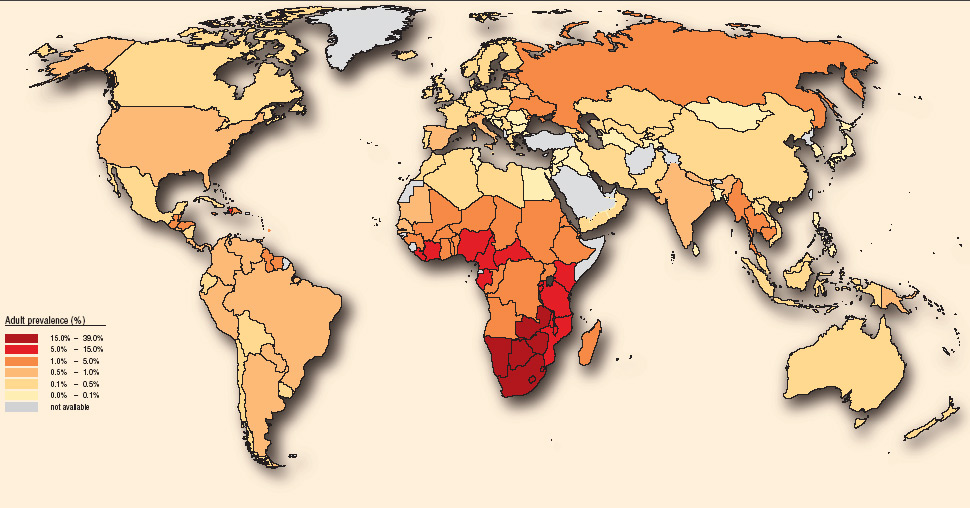 Adult prevalence (%)
15.0% – 39.0%
5.0% – 15.0%
1.0% – 5.0%
0.5% – 1.0%
0.1% – 0.5%
0.0% – 0.1%
not available